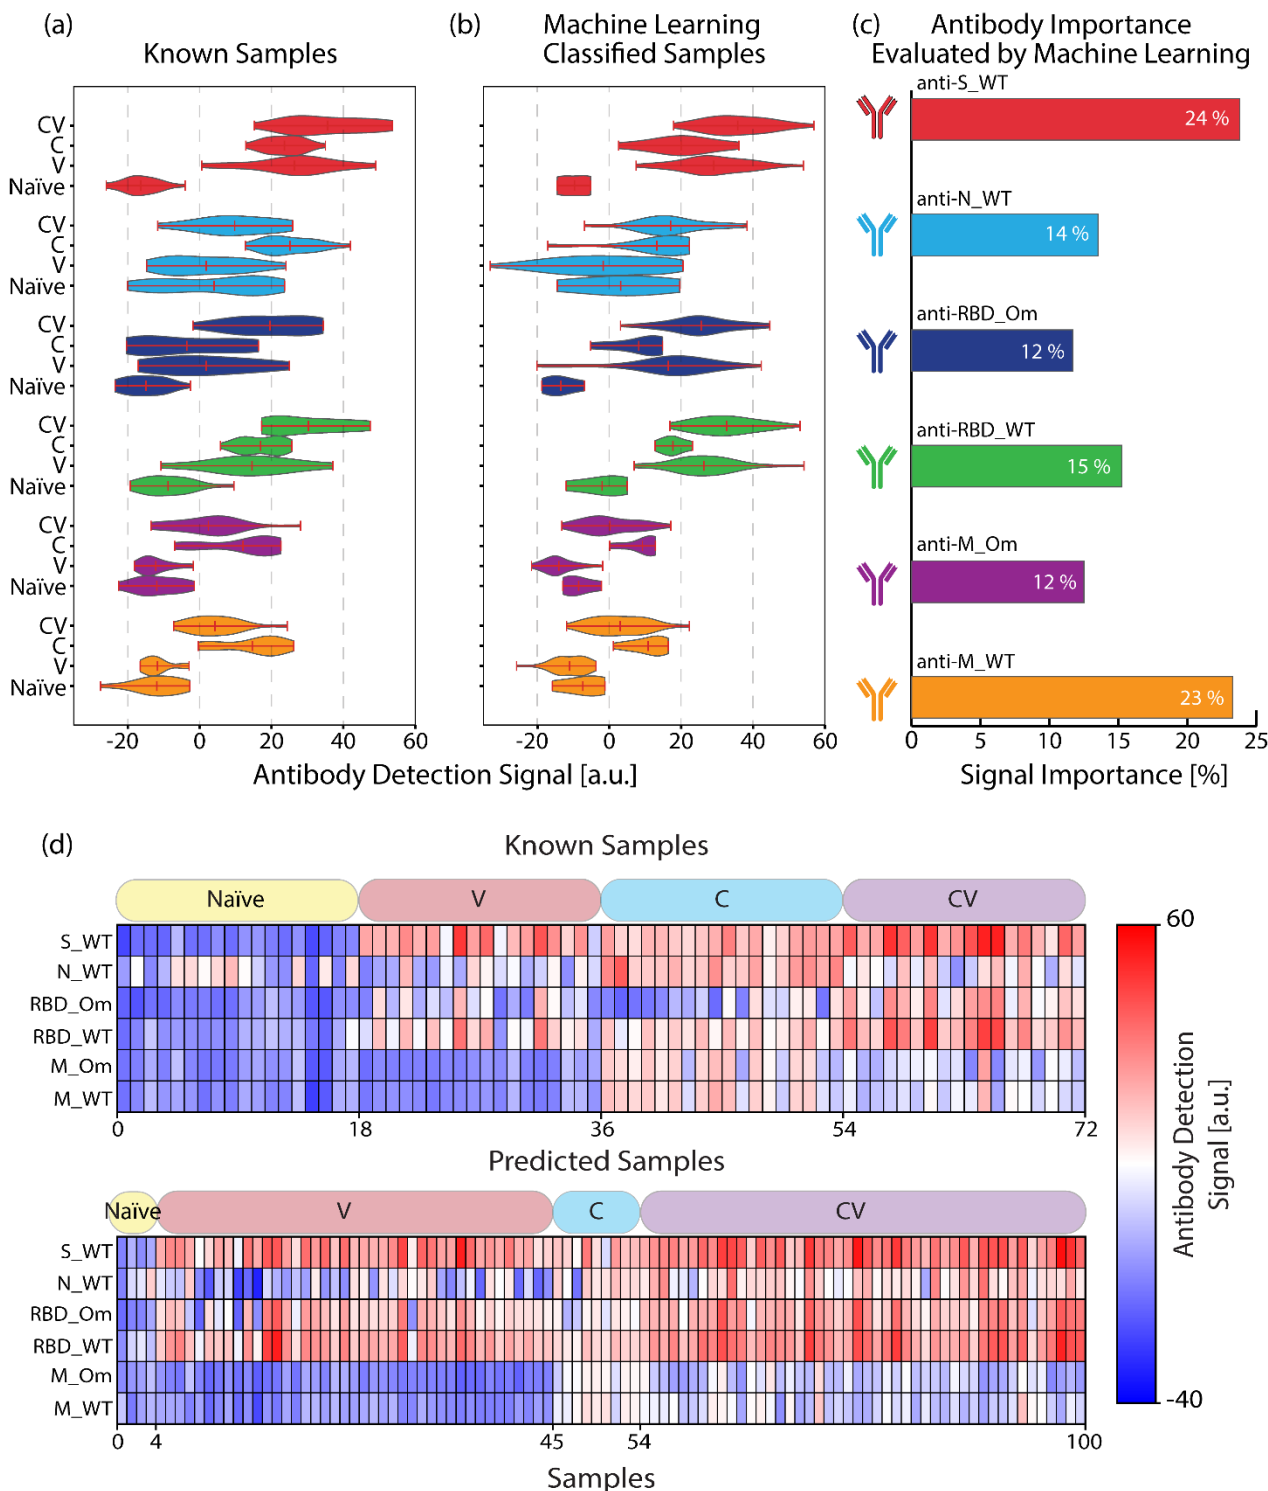 (a)
Known Samples
(b)
Machine Learning
Classified Samples
(c)
Antibody Importance
Evaluated by Machine Learning
CV
C
V
Naïve
CV
C
V
Naïve
CV
C
V
Naïve
CV
C
V
Naïve
CV
C
V
Naïve
CV
C
V
Naïve
-20 0 20 40 60
-20 0 20 40 60
Antibody Detection Signal [a.u.]
anti-S_WT
24 %
anti-N_WT
14 %
anti-RBD_Om
12 %
anti-RBD_WT
15 %
anti-M_Om
12 %
anti-M_WT
23 %
0 5 10 15 20 25
Signal Importance [%]
(d)
Known Samples
Naïve V C CV
S_WT
N_WT
RBD_Om
RBD_WT
M_Om
M_WT
0 18 36 54 72
Predicted Samples
Naïve V C CV
S_WT
N_WT
RBD_Om
RBD_WT
M_Om
M_WT
0 4 45 54 100
Samples
60
-40
Antibody Detection
Signal [a.u.]